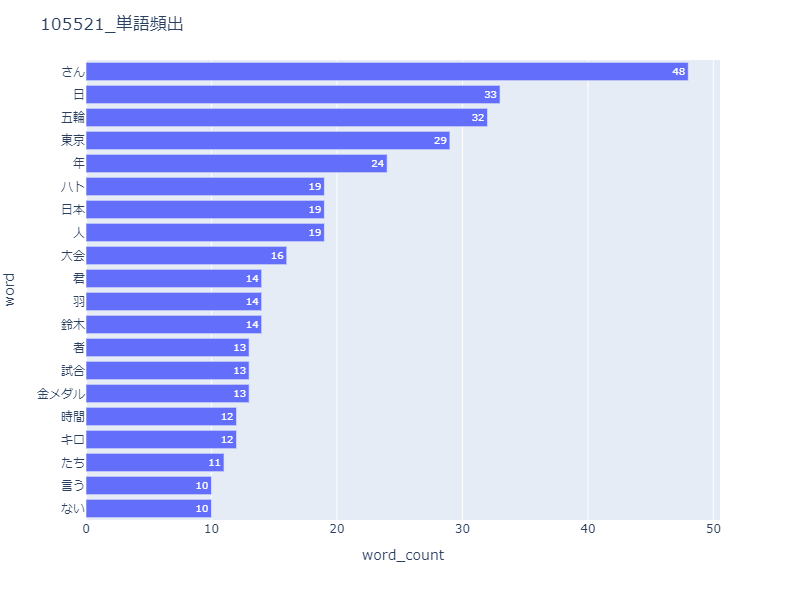 105521_単語頻出
さん 48
日 33
五輪 32
東京 29
年 24
ハト 19
日本 19
人 19
大会 16
君 14
羽 14
鈴木 14
者 13
試合 13
金メダル 13
時間 12
キロ 12
たち 11
言う 10
ない 10
word
0 10 20 30 40 50
word_count